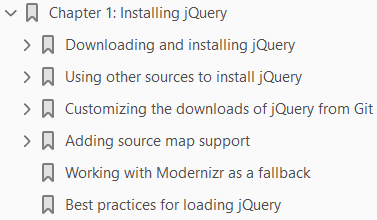 Chapter 1: Installing jQuery
Downloading and installing jQuery
Using other sources to install jQuery
Customizing the downloads of jQuery from Git
Adding source map support
Working with Modernizr as a fallback
Best practices for loading jQuery